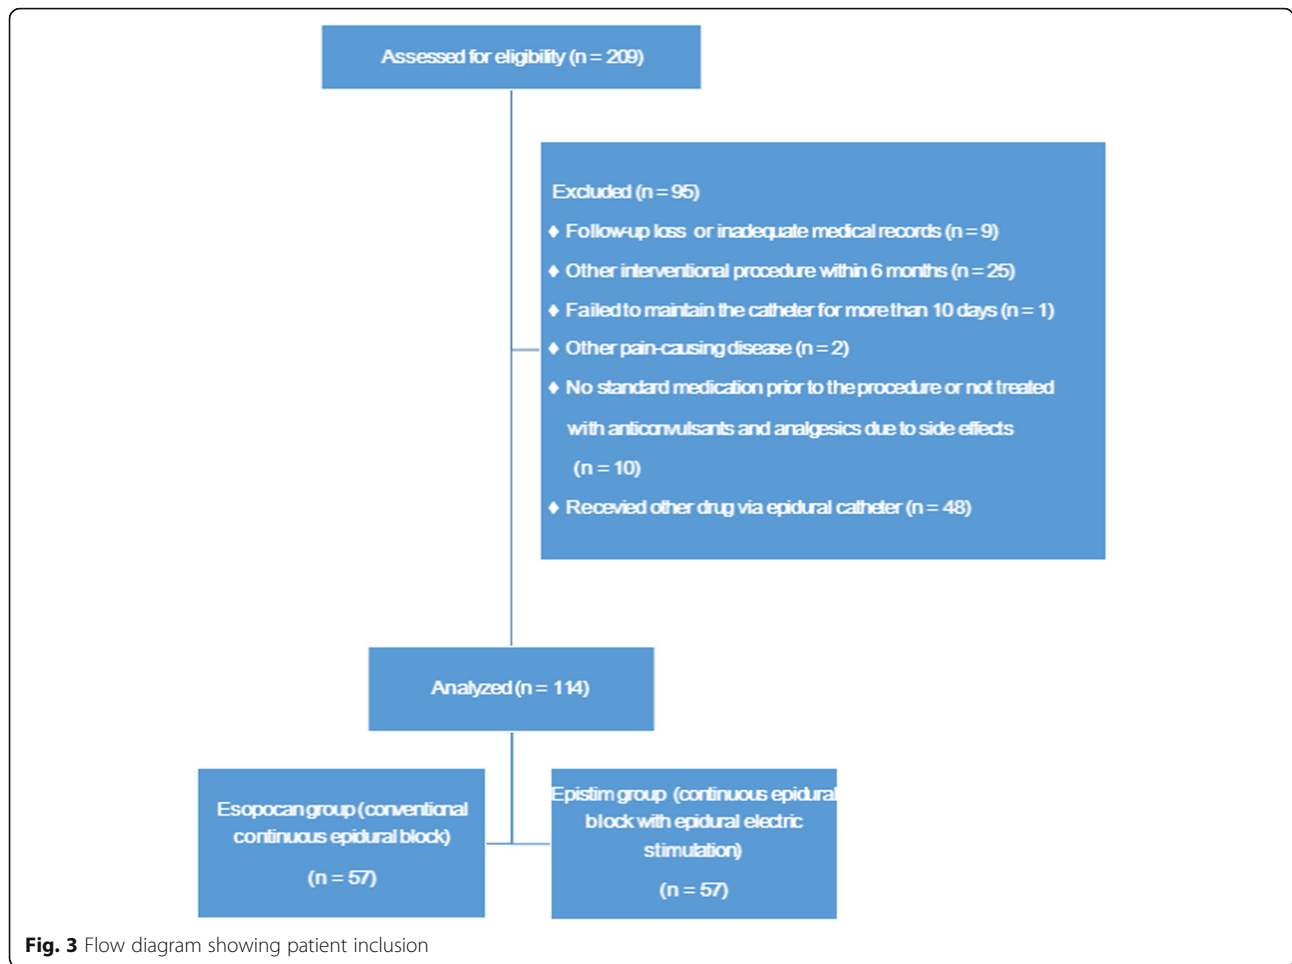 Assessed for eligibility (n = 209)
Excluded (n = 95)
♦ Follow-up loss or inadequate medical records (n = 9)
♦ Other interventional procedure within 6 months (n = 25)
♦ Failed to maintain the catheter for more than 10 days (n = 1)
♦ Other pain-causing disease (n = 2)
♦ No standard medication prior to the procedure or not treated
with anticonvulsants and analgesics due to side effects
(n = 10)
♦ Recevied other drug via epidural catheter (n = 48)
Analyzed (n = 114)
Esopocan group (conventional
continuous epidural block)
(n = 57)
Epistim group (continuous epidural
block with epidural electric
stimulation)
(n = 57)
Fig. 3 Flow diagram showing patient inclusion